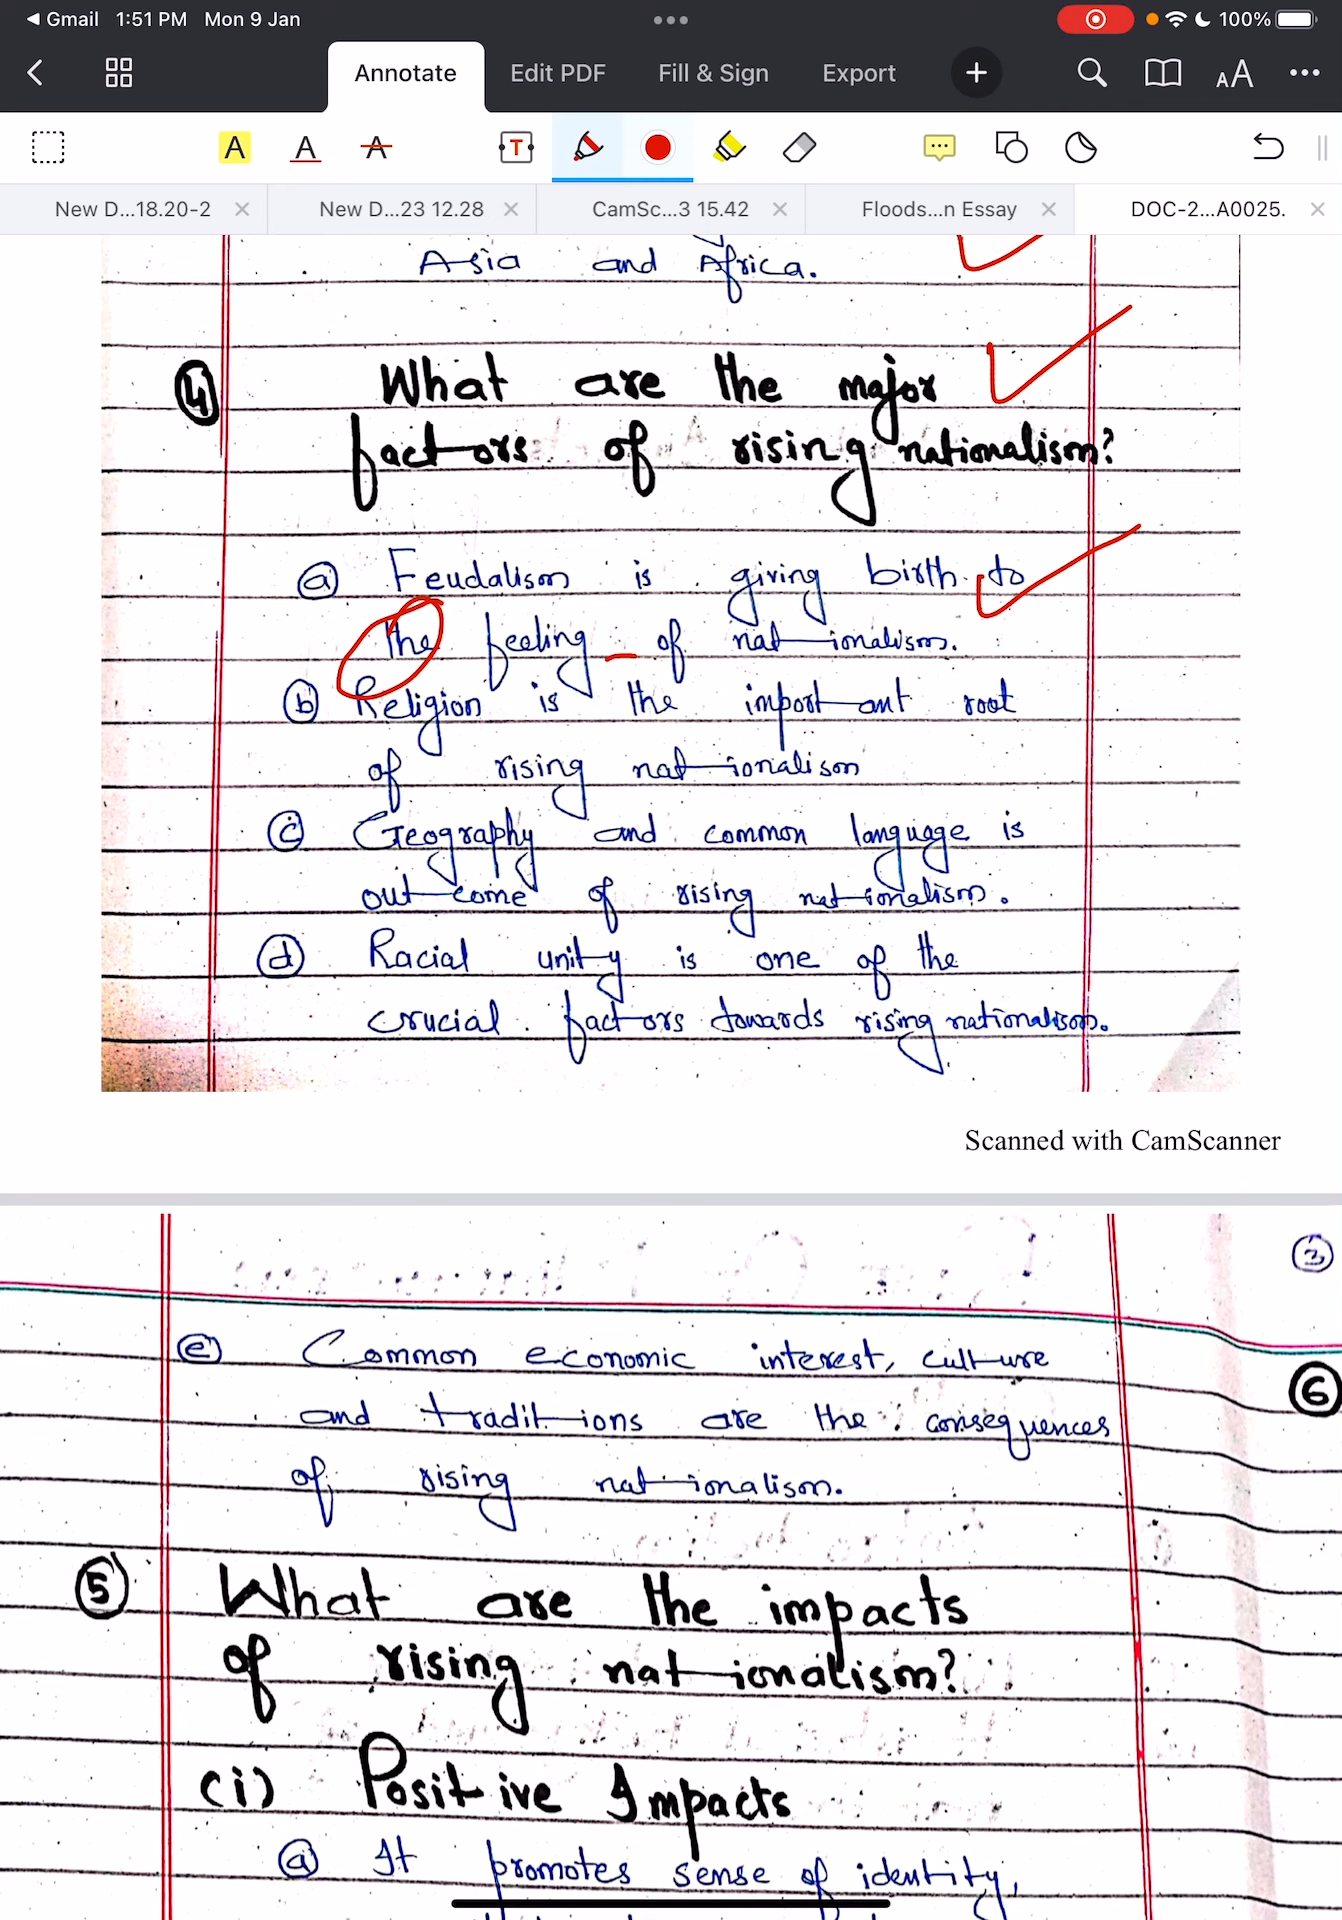 Gmail 1:51 PM Mon 9 Jan 100%
Annotate Edit PDF Fill & Sign Export
New D...18.20-2 New D...23 12.28 CamSc...3 15.42 Floods...n Essay DOC-2...A0025.
Asia and Africa.
4 What are the major
factors of rising nationalism?
a Feudalism is giving birth to
the feeling of nationalism.
b Religion is the important root
of rising nationalism
c Geography and common language is
outcome of rising nationalism.
d Racial unity is one of the
crucial factors towards rising nationalism.
Scanned with CamScanner
3
e Common economic interest, culture
and traditions are the consequences
of rising nationalism.
6
5 What are the impacts
of rising nationalism?
(i) Positive Impacts
a It promotes sense of identity,